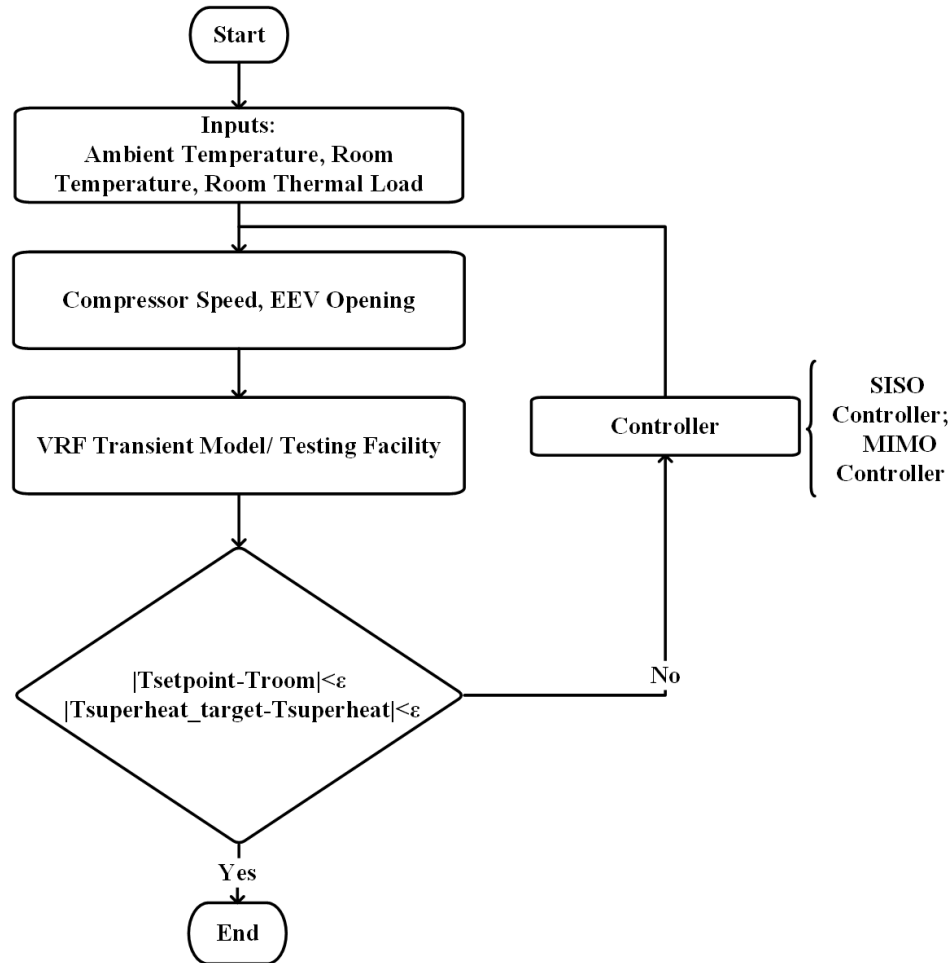 Start
Inputs:
Ambient Temperature, Room
Temperature, Room Thermal Load
Compressor Speed, EEV Opening
VRF Transient Model/ Testing Facility
Controller
SISO
Controller;
MIMO
Controller
|Tsetpoint-Troom|<ε
|Tsuperheat_target-Tsuperheat|<ε
No
Yes
End